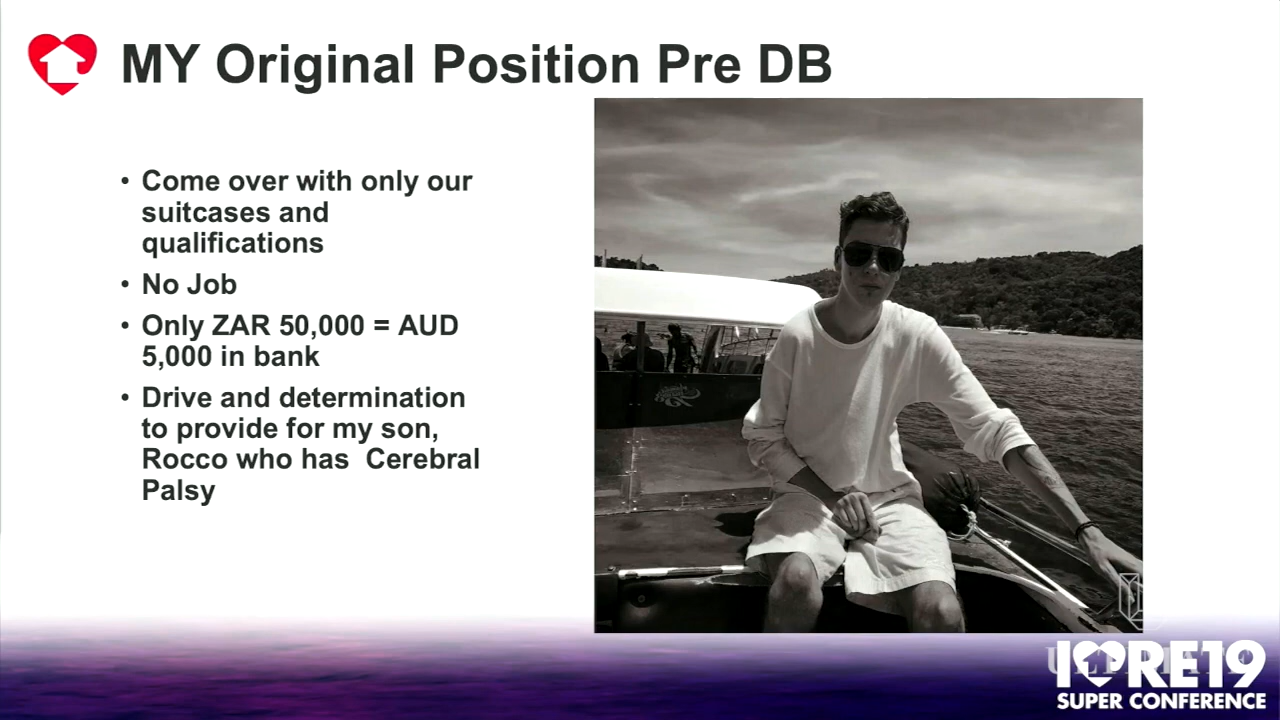 MY Original Position Pre DB
• Come over with only our
suitcases and
qualifications
• No Job
• Only ZAR 50,000 = AUD
5,000 in bank
• Drive and determination
to provide for my son,
Rocco who has  Cerebral
Palsy
I RE19
SUPER CONFERENCE